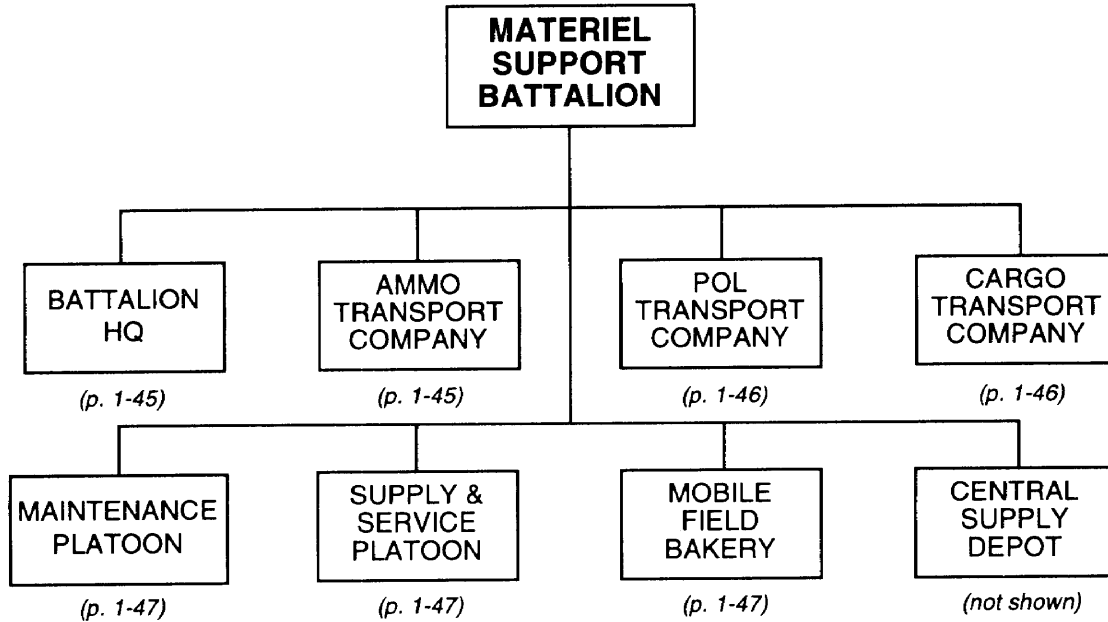 MATERIEL
SUPPORT
BATTALION
BATTALION
HQ
(p. 1-45)
AMMO
TRANSPORT
COMPANY
(p. 1-45)
POL
TRANSPORT
COMPANY
(p. 1-46)
CARGO
TRANSPORT
COMPANY
(p. 1-46)
MAINTENANCE
PLATOON
(p. 1-47)
SUPPLY &
SERVICE
PLATOON
(p. 1-47)
MOBILE
FIELD
BAKERY
(p. 1-47)
CENTRAL
SUPPLY
DEPOT
(not shown)